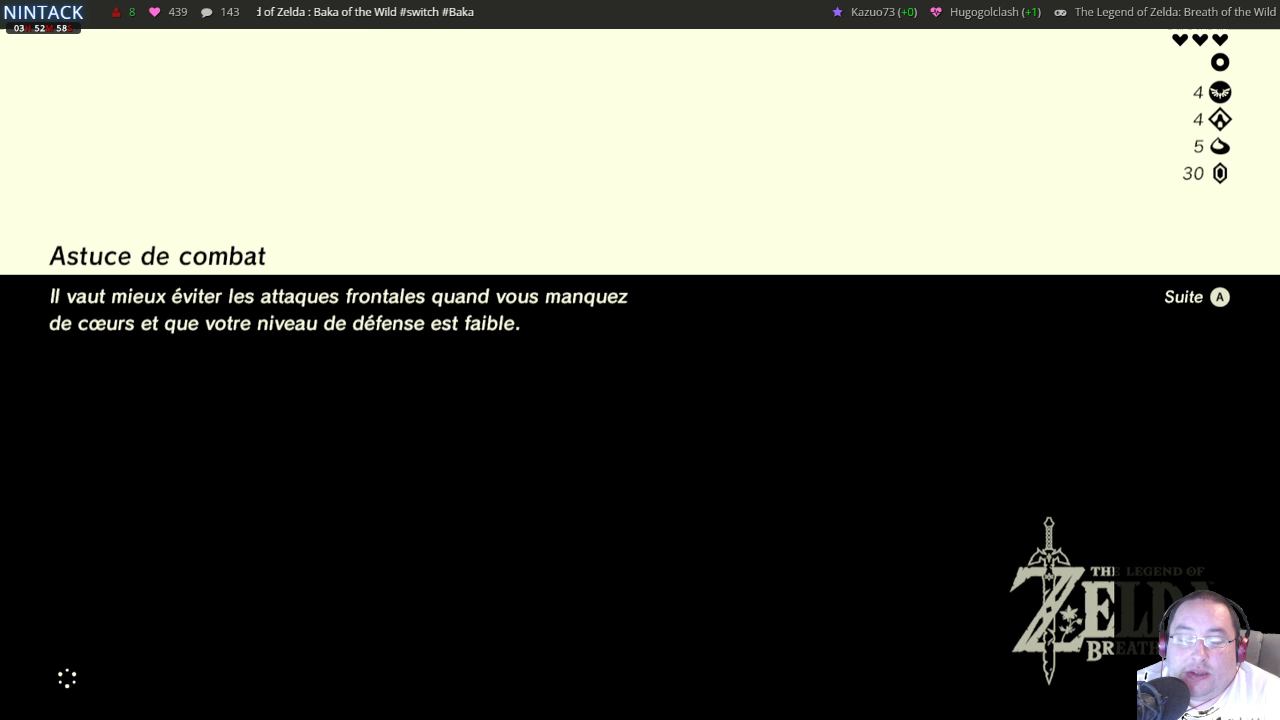 NINTACK
8 439 143 d of Zelda : Baka of the Wild #switch #Baka
Kazuo73 (+0) Hugogolclash (+1) The Legend of Zelda: Breath of the Wild
03H 52M 58S
4
4
5
30
Astuce de combat
Il vaut mieux éviter les attaques frontales quand vous manquez
de cœurs et que votre niveau de défense est faible.
Suite A
THE LEGEND OF
ZELDA
BREATH